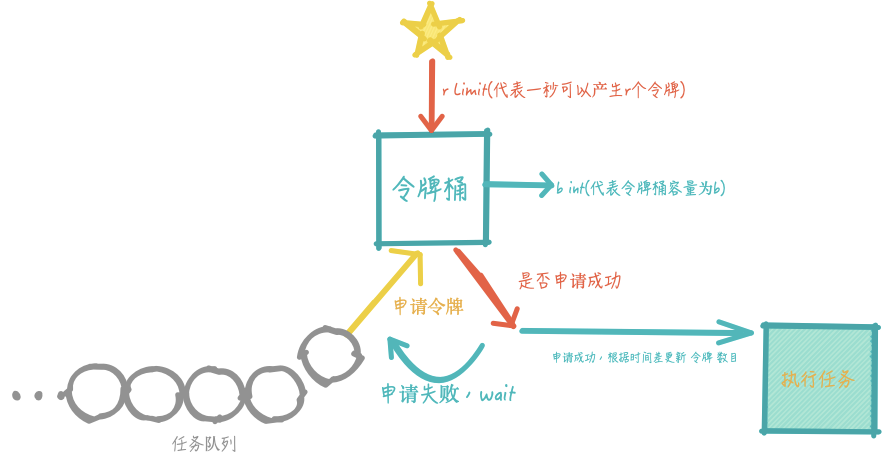 r Limit(代表一秒可以产生r个令牌)
令牌桶
b int(代表令牌桶容量为b)
是否申请成功
申请令牌
申请成功，根据时间差更新 令牌 数目
执行任务
申请失败，wait
任务队列